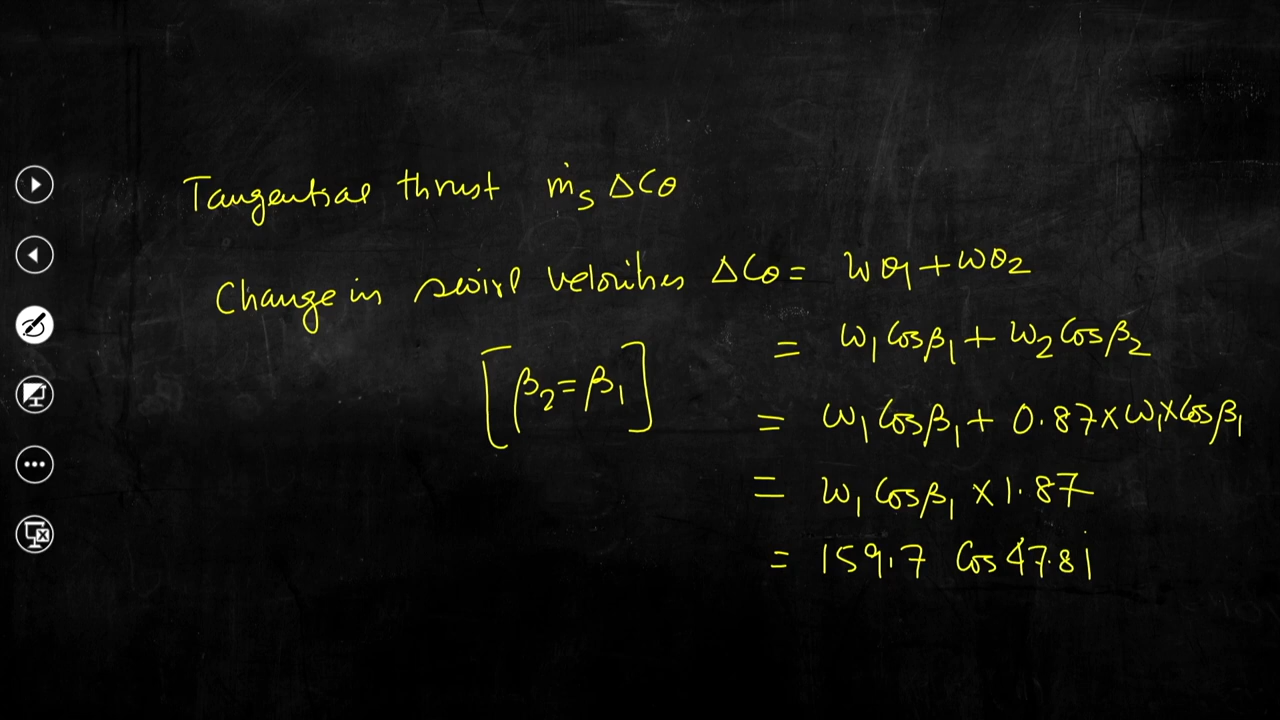 Tangential thrust ṁs ΔCθ
Change in swirl velocities ΔCθ = wθ1 + wθ2
= w1 Cosβ1 + w2 Cosβ2
[β2 = β1]
= w1 Cosβ1 + 0.87 × w1 × Cosβ1
= w1 Cosβ1 × 1.87
= 159.7 Cos 47.81